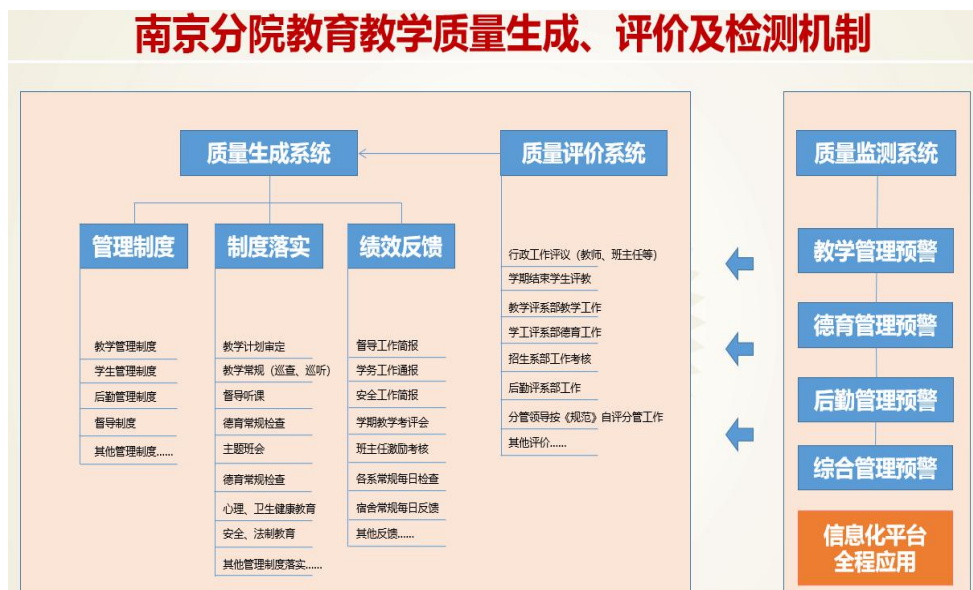 南京分院教育教学质量生成、评价及检测机制
质量生成系统
质量评价系统
质量监测系统
管理制度
制度落实
绩效反馈
教学管理制度
学生管理制度
后勤管理制度
督导制度
其他管理制度......
教学计划审定
教学常规（巡查、巡听）
督导听课
德育常规检查
主题班会
德育常规检查
心理、卫生健康教育
安全、法制教育
其他管理制度落实......
督导工作简报
学务工作通报
安全工作简报
学期教学考评会
班主任激励考核
各系常规每日检查
宿舍常规每日反馈
其他反馈......
行政工作评议（教师、班主任等）
学期结束学生评教
教学评系部教学工作
学工评系部德育工作
招生系部工作考核
后勤评系部工作
分管领导按《规范》自评分管工作
其他评价......
教学管理预警
德育管理预警
后勤管理预警
综合管理预警
信息化平台
全程应用